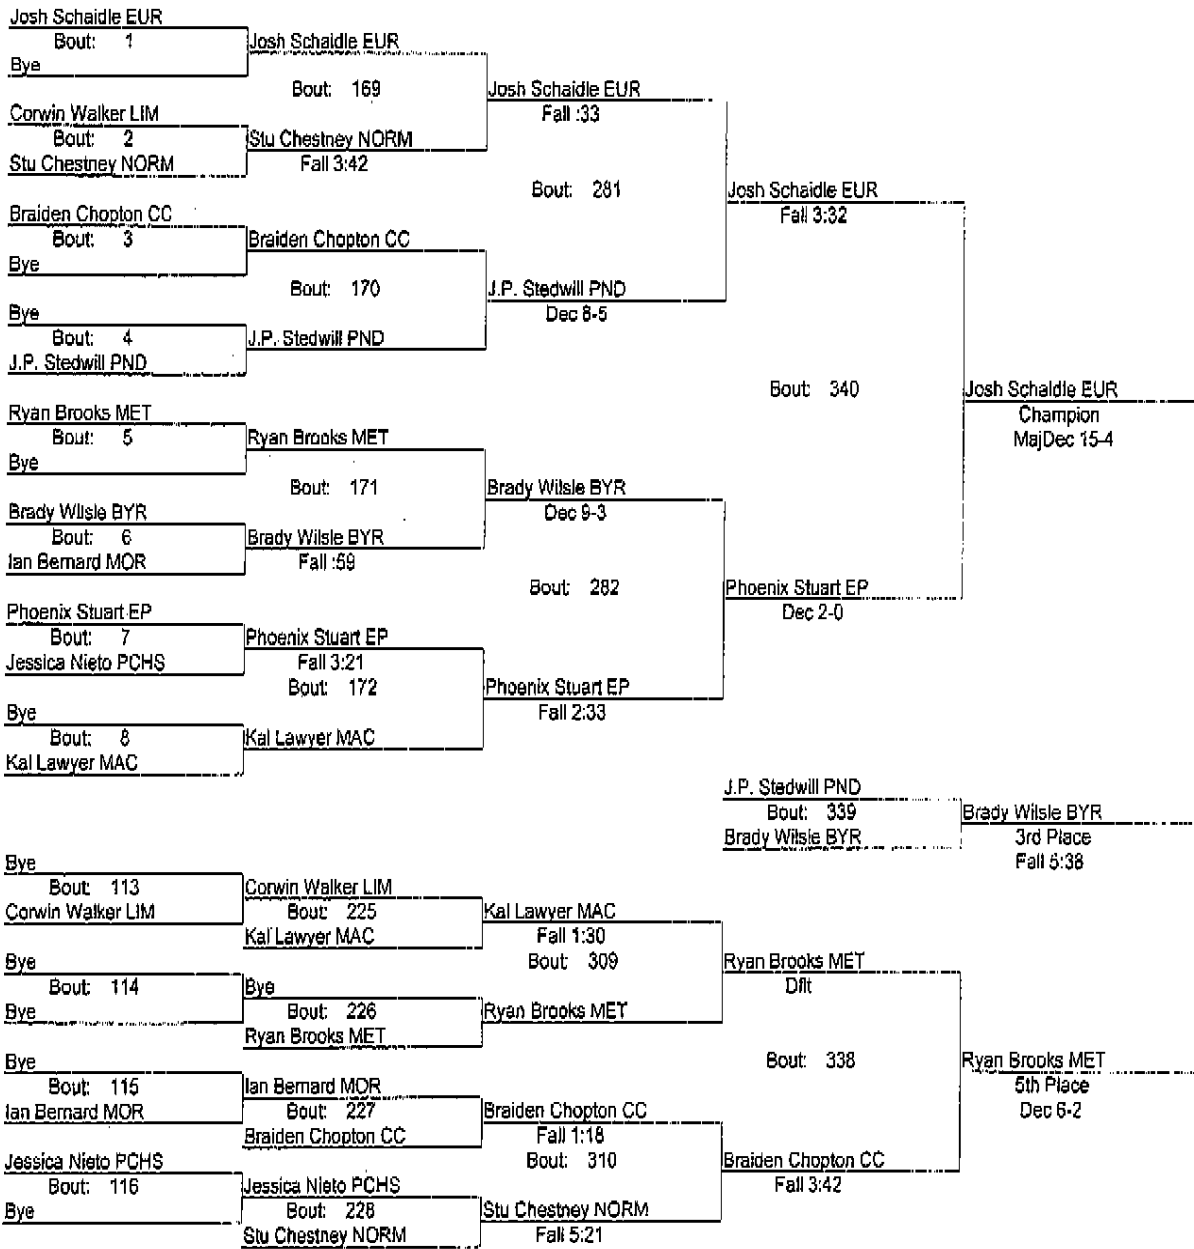 Josh Schaidle EUR
Bout: 1
Josh Schaidle EUR
Bye
Bout: 169
Josh Schaidle EUR
Fall :33
Corwin Walker LIM
Bout: 2
Stu Chestney NORM
Stu Chestney NORM
Fall 3:42
Bout: 281
Josh Schaidle EUR
Fall 3:32
Braiden Chopton CC
Bout: 3
Braiden Chopton CC
Bye
Bout: 170
J.P. Stedwill PND
Dec 8-5
Bye
Bout: 4
J.P. Stedwill PND
J.P. Stedwill PND
Bout: 340
Josh Schaidle EUR
Champion
MajDec 15-4
Ryan Brooks MET
Bout: 5
Ryan Brooks MET
Bye
Bout: 171
Brady Wilsie BYR
Dec 9-3
Brady Wilsie BYR
Bout: 6
Brady Wilsie BYR
Ian Bernard MOR
Fall :59
Bout: 282
Phoenix Stuart EP
Dec 2-0
Phoenix Stuart EP
Bout: 7
Phoenix Stuart EP
Jessica Nieto PCHS
Fall 3:21
Bout: 172
Phoenix Stuart EP
Fall 2:33
Bye
Bout: 8
Kal Lawyer MAC
Kal Lawyer MAC
J.P. Stedwill PND
Bout: 339
Brady Wilsie BYR
Brady Wilsie BYR
3rd Place
Fall 5:38
Bye
Bout: 113
Corwin Walker LIM
Corwin Walker LIM
Bout: 225
Kal Lawyer MAC
Kal Lawyer MAC
Fall 1:30
Bout: 309
Ryan Brooks MET
Dflt
Bye
Bout: 114
Bye
Bye
Bout: 226
Ryan Brooks MET
Ryan Brooks MET
Bout: 338
Ryan Brooks MET
5th Place
Dec 6-2
Bye
Bout: 115
Ian Bernard MOR
Ian Bernard MOR
Bout: 227
Braiden Chopton CC
Braiden Chopton CC
Fall 1:18
Bout: 310
Braiden Chopton CC
Fall 3:42
Jessica Nieto PCHS
Bout: 116
Jessica Nieto PCHS
Bye
Bout: 228
Stu Chestney NORM
Stu Chestney NORM
Fall 5:21